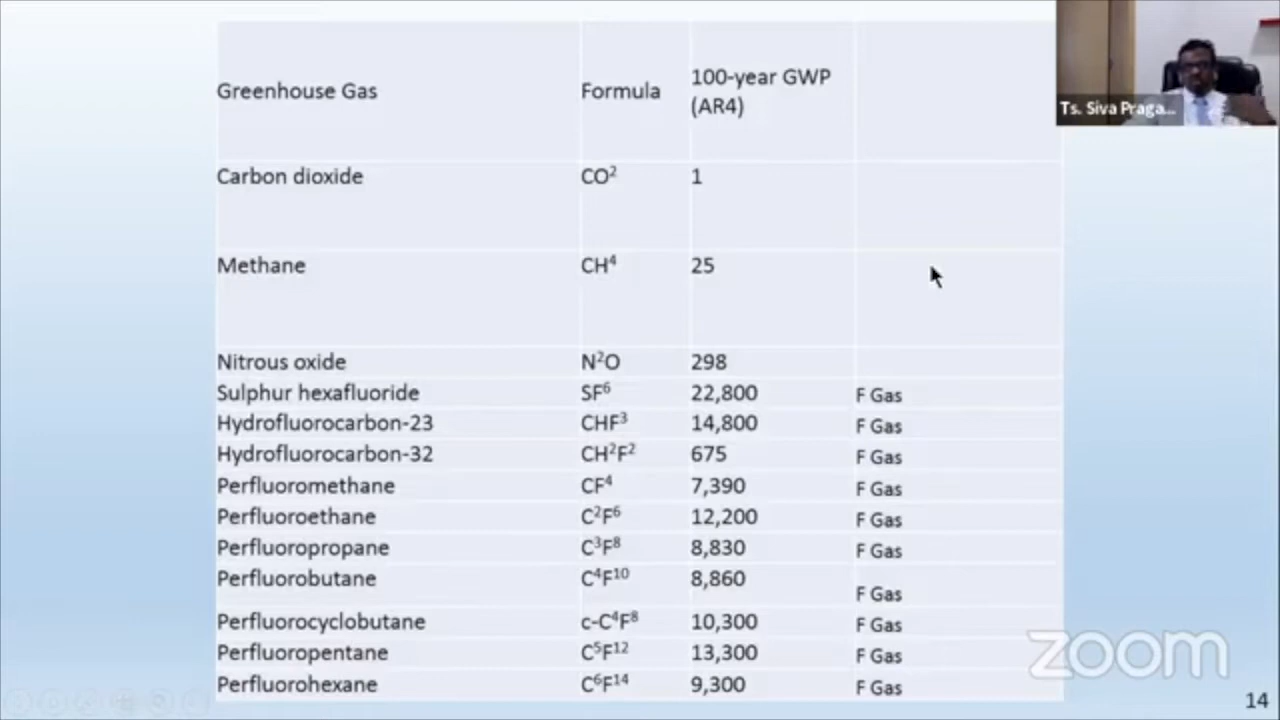 Greenhouse Gas Formula 100-year GWP (AR4)
Carbon dioxide CO² 1
Methane CH⁴ 25
Nitrous oxide N²O 298
Sulphur hexafluoride SF⁶ 22,800 F Gas
Hydrofluorocarbon-23 CHF³ 14,800 F Gas
Hydrofluorocarbon-32 CH²F² 675 F Gas
Perfluoromethane CF⁴ 7,390 F Gas
Perfluoroethane C²F⁶ 12,200 F Gas
Perfluoropropane C³F⁸ 8,830 F Gas
Perfluorobutane C⁴F¹⁰ 8,860 F Gas
Perfluorocyclobutane c-C⁴F⁸ 10,300 F Gas
Perfluoropentane C⁵F¹² 13,300 F Gas
Perfluorohexane C⁶F¹⁴ 9,300 F Gas
Ts. Siva Praga...
zoom
14